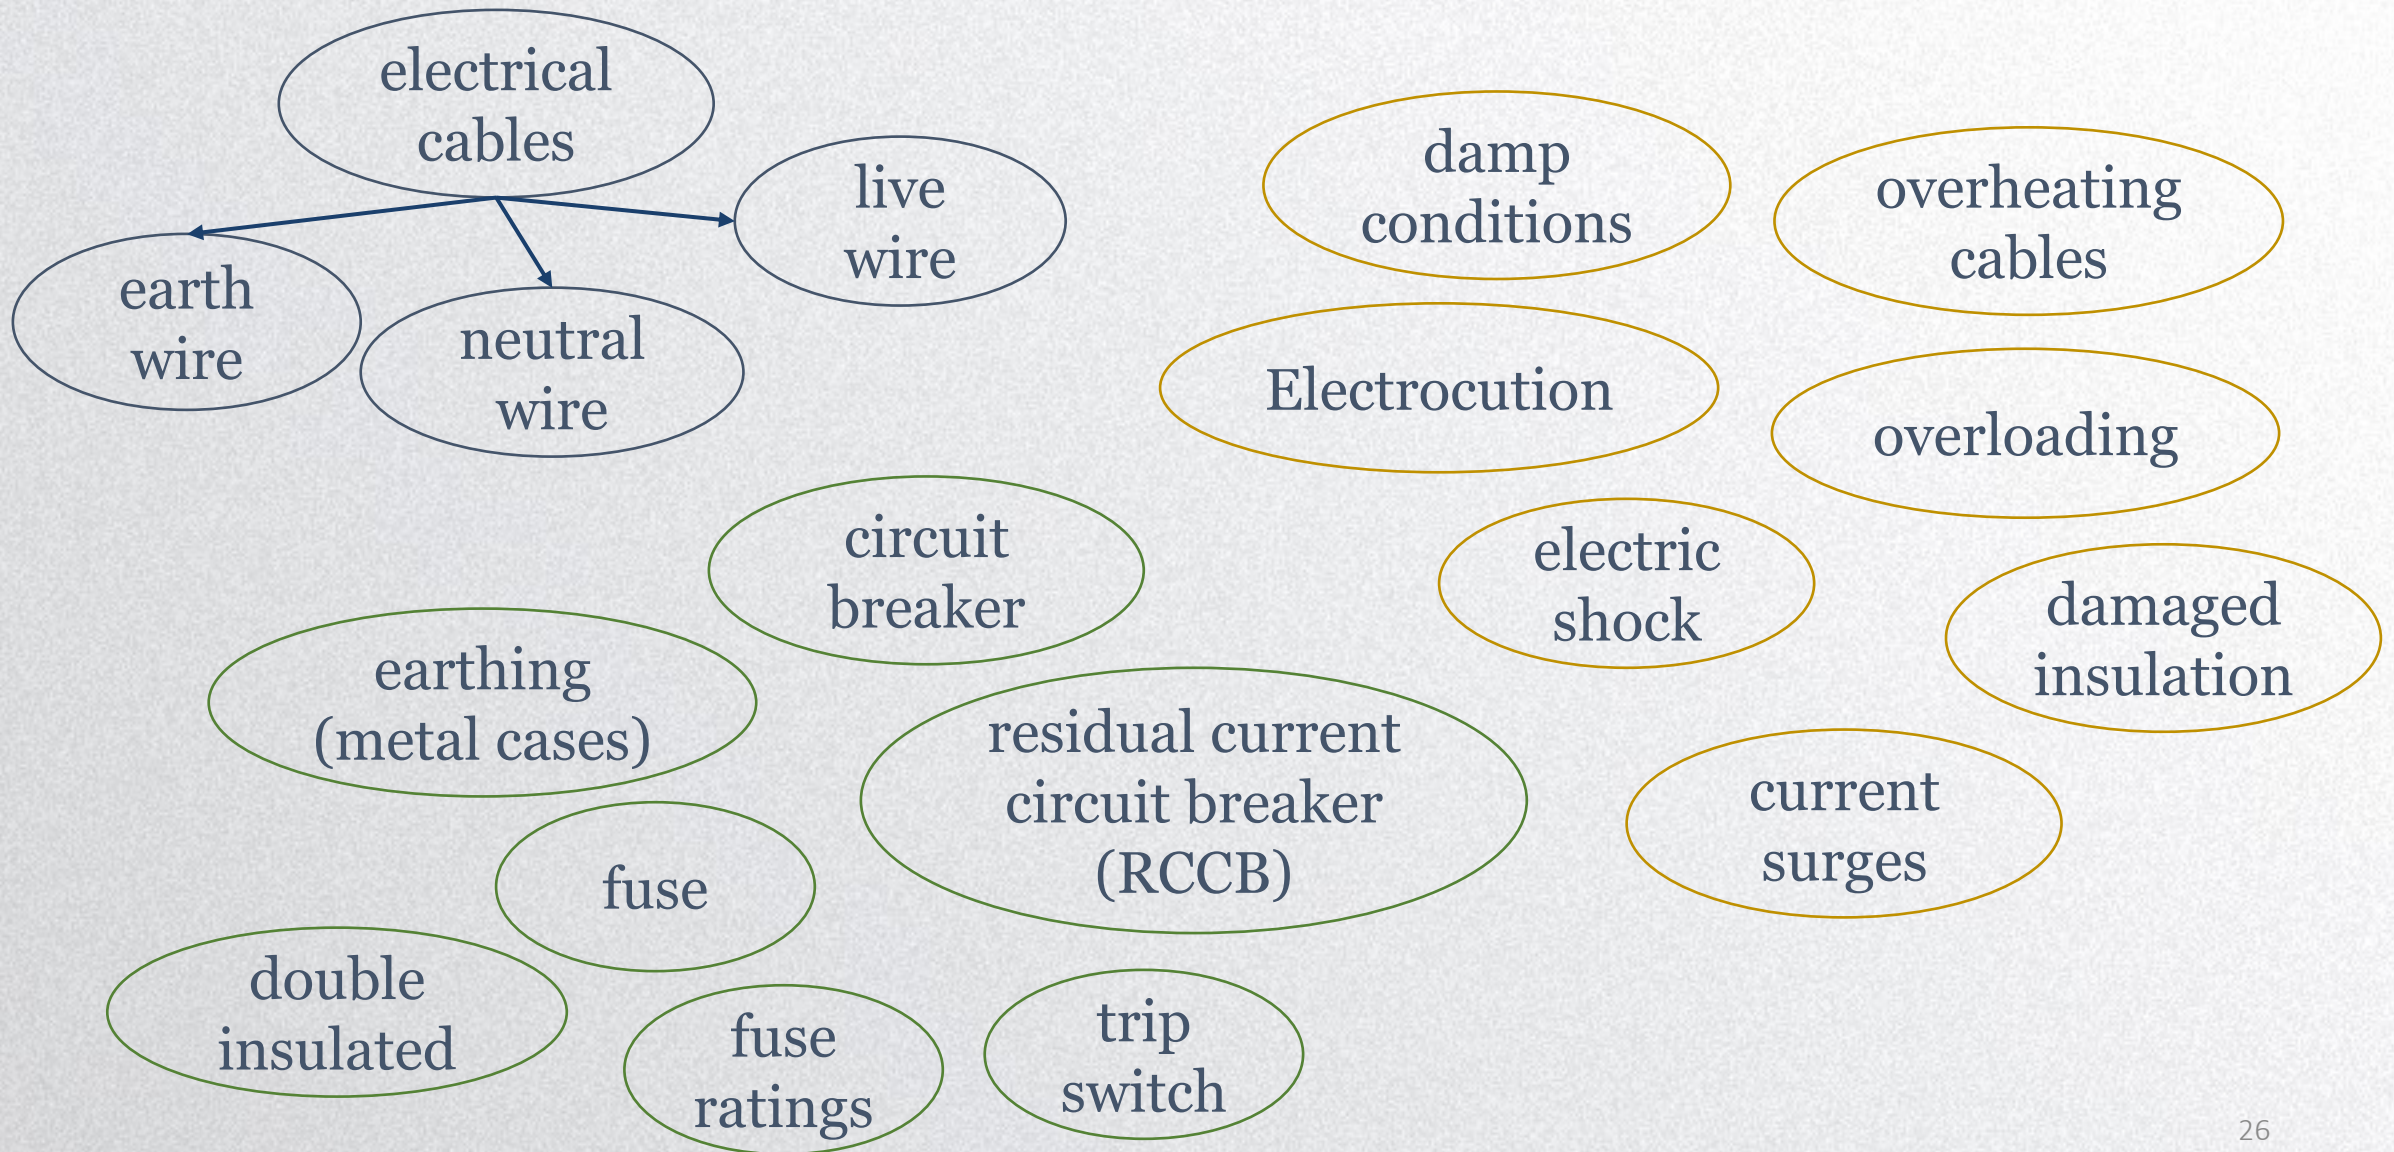 electrical
cables
live
wire
earth
wire
neutral
wire
damp
conditions
overheating
cables
Electrocution
overloading
circuit
breaker
electric
shock
damaged
insulation
earthing
(metal cases)
residual current
circuit breaker
(RCCB)
current
surges
fuse
double
insulated
fuse
ratings
trip
switch
26